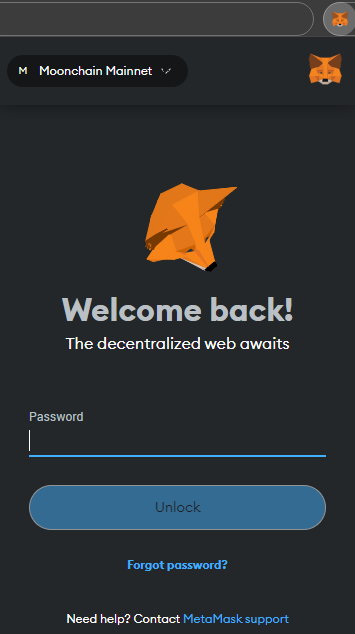 M Moonchain Mainnet
Welcome back!
The decentralized web awaits
Password
Unlock
Forgot password?
Need help? Contact MetaMask support